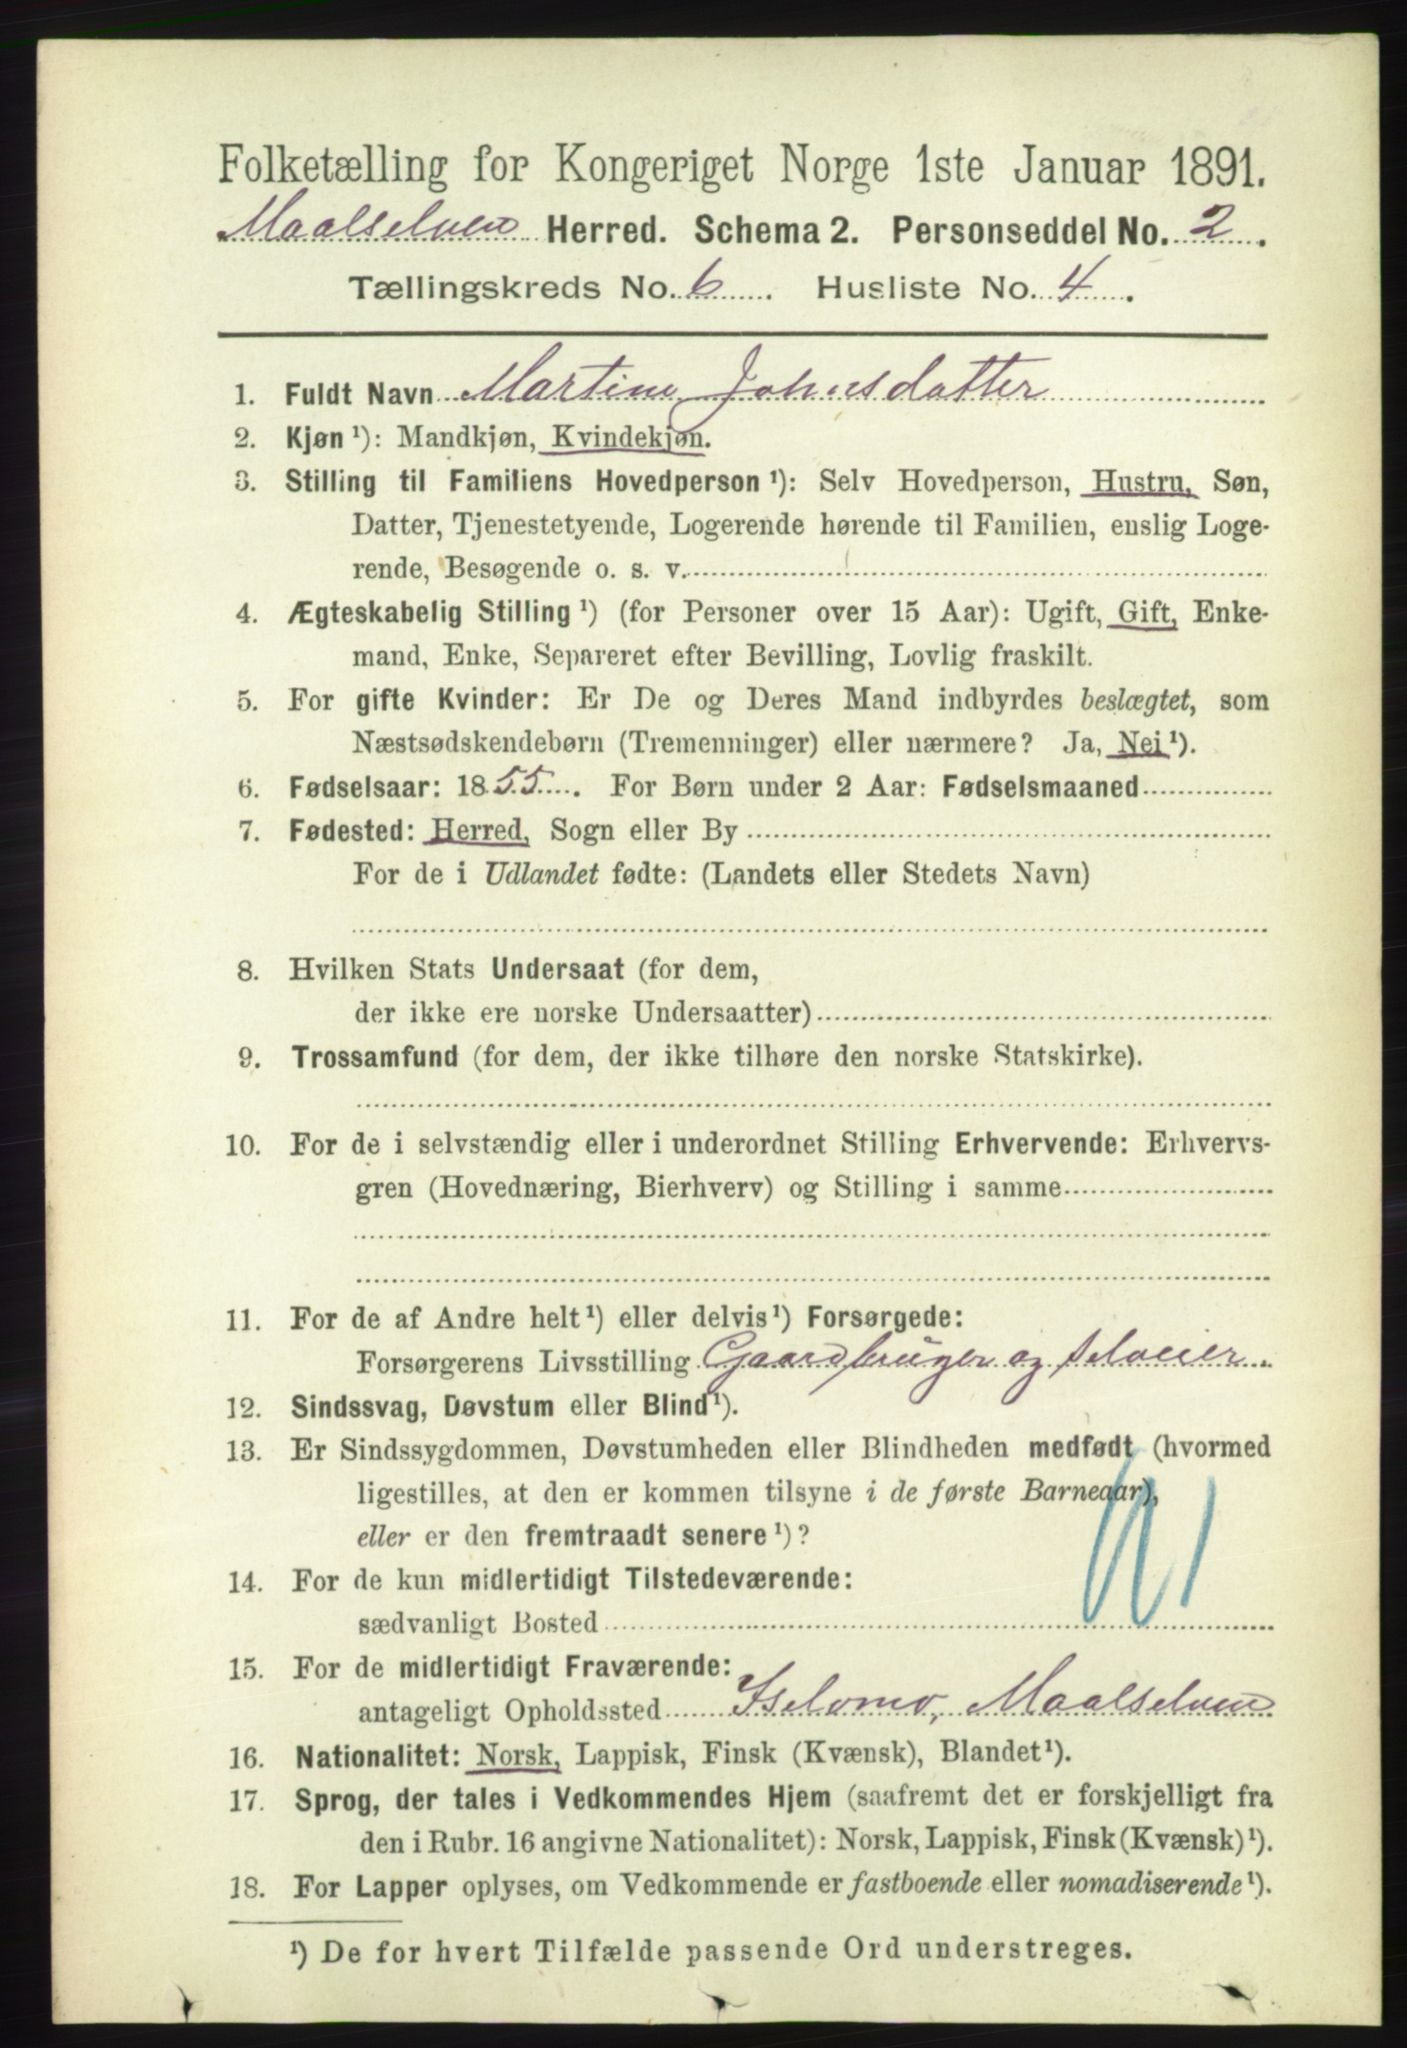 Folketælling for Kongeriget Norge 1ste Januar 1891.
Maalselven Herred. Schema 2. Personseddel No. 2.
Tællingskreds No. 6. Husliste No. 4.
1. Fuldt Navn Martine Johnsdatter
2. Kjøn ¹): Mandkjøn, Kvindekjøn.
3. Stilling til Familiens Hovedperson ¹): Selv Hovedperson, Hustru, Søn,
Datter, Tjenestetyende, Logerende hørende til Familien, enslig Loge-
rende, Besøgende o. s. v.
4. Ægteskabelig Stilling ¹) (for Personer over 15 Aar): Ugift, Gift, Enke-
mand, Enke, Separeret efter Bevilling, Lovlig fraskilt.
5. For gifte Kvinder: Er De og Deres Mand indbyrdes beslægtet, som
Næstsødskendebørn (Tremenninger) eller nærmere? Ja, Nei ¹).
6. Fødselsaar: 1855. For Børn under 2 Aar: Fødselsmaaned
7. Fødested: Herred, Sogn eller By
For de i Udlandet fødte: (Landets eller Stedets Navn)
8. Hvilken Stats Undersaat (for dem,
der ikke ere norske Undersaatter)
9. Trossamfund (for dem, der ikke tilhøre den norske Statskirke).
10. For de i selvstændig eller i underordnet Stilling Erhvervende: Erhvervs-
gren (Hovednæring, Bierhverv) og Stilling i samme
11. For de af Andre helt ¹) eller delvis ¹) Forsørgede:
Forsørgerens Livsstilling Gaardbruger og selveier.
12. Sindssvag, Døvstum eller Blind ¹).
13. Er Sindssygdommen, Døvstumheden eller Blindheden medfødt (hvormed
ligestilles, at den er kommen tilsyne i de første Barneaar),
eller er den fremtraadt senere ¹)?
14. For de kun midlertidigt Tilstedeværende:
sædvanligt Bosted
15. For de midlertidigt Fraværende:
antageligt Opholdssted Iselvmo, Maalselven
16. Nationalitet: Norsk, Lappisk, Finsk (Kvænsk), Blandet ¹).
17. Sprog, der tales i Vedkommendes Hjem (saafremt det er forskjelligt fra
den i Rubr. 16 angivne Nationalitet): Norsk, Lappisk, Finsk (Kvænsk) ¹).
18. For Lapper oplyses, om Vedkommende er fastboende eller nomadiserende ¹).
¹) De for hvert Tilfælde passende Ord understreges.